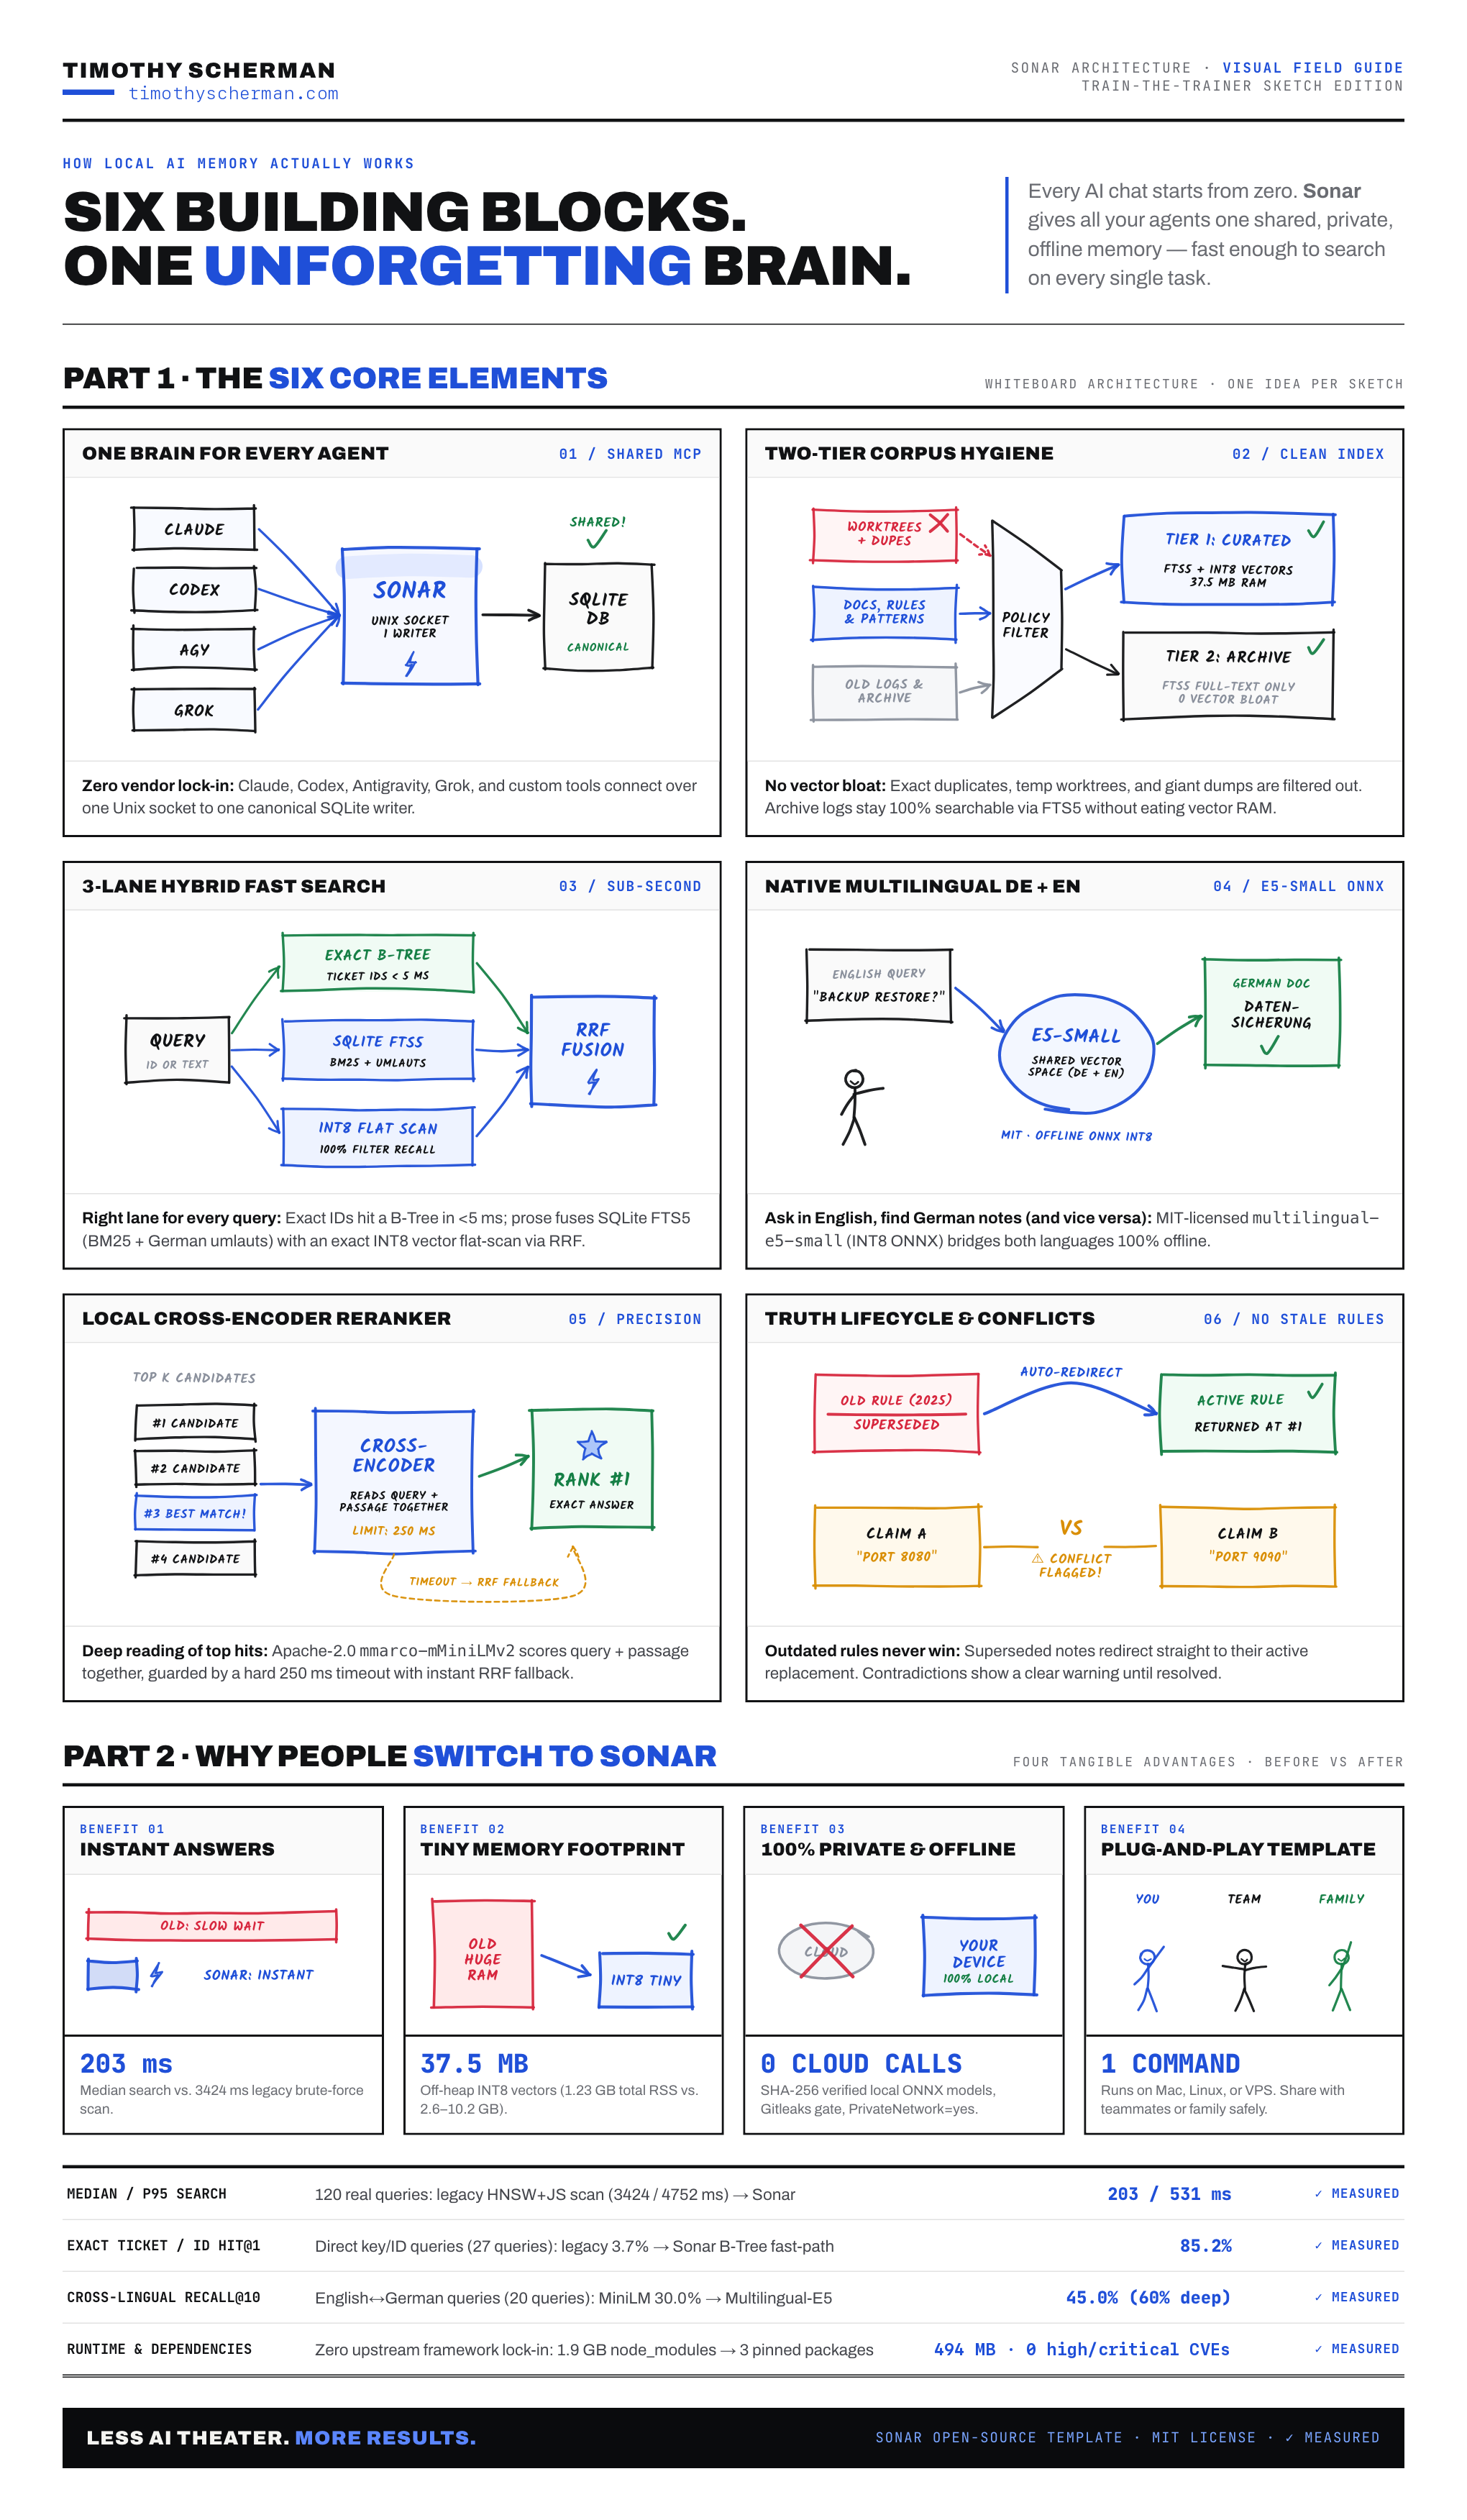 TIMOTHY SCHERMAN
timothyscherman.com
SONAR ARCHITECTURE · VISUAL FIELD GUIDE
TRAIN-THE-TRAINER SKETCH EDITION
HOW LOCAL AI MEMORY ACTUALLY WORKS
SIX BUILDING BLOCKS.
ONE UNFORGETTING BRAIN.
Every AI chat starts from zero. Sonar
gives all your agents one shared, private,
offline memory — fast enough to search
on every single task.
PART 1 · THE SIX CORE ELEMENTS
WHITEBOARD ARCHITECTURE · ONE IDEA PER SKETCH
ONE BRAIN FOR EVERY AGENT
01 / SHARED MCP
CLAUDE
CODEX
AGY
GROK
SONAR
UNIX SOCKET
1 WRITER
SHARED!
SQLITE
DB
CANONICAL
Zero vendor lock-in: Claude, Codex, Antigravity, Grok, and custom tools connect over
one Unix socket to one canonical SQLite writer.
TWO-TIER CORPUS HYGIENE
02 / CLEAN INDEX
WORKTREES
+ DUPES
DOCS, RULES
& PATTERNS
OLD LOGS &
ARCHIVE
POLICY
FILTER
TIER 1: CURATED
FTS5 + INT8 VECTORS
37.5 MB RAM
TIER 2: ARCHIVE
FTS5 FULL-TEXT ONLY
0 VECTOR BLOAT
No vector bloat: Exact duplicates, temp worktrees, and giant dumps are filtered out.
Archive logs stay 100% searchable via FTS5 without eating vector RAM.
3-LANE HYBRID FAST SEARCH
03 / SUB-SECOND
QUERY
ID OR TEXT
EXACT B-TREE
TICKET IDS < 5 MS
SQLITE FTS5
BM25 + UMLAUTS
INT8 FLAT SCAN
100% FILTER RECALL
RRF
FUSION
Right lane for every query: Exact IDs hit a B-Tree in <5 ms; prose fuses SQLite FTS5
(BM25 + German umlauts) with an exact INT8 vector flat-scan via RRF.
NATIVE MULTILINGUAL DE + EN
04 / E5-SMALL ONNX
ENGLISH QUERY
"BACKUP RESTORE?"
E5-SMALL
SHARED VECTOR
SPACE (DE + EN)
MIT · OFFLINE ONNX INT8
GERMAN DOC
DATEN-
SICHERUNG
Ask in English, find German notes (and vice versa): MIT-licensed multilingual-
e5-small (INT8 ONNX) bridges both languages 100% offline.
LOCAL CROSS-ENCODER RERANKER
05 / PRECISION
TOP K CANDIDATES
#1 CANDIDATE
#2 CANDIDATE
#3 BEST MATCH!
#4 CANDIDATE
CROSS-
ENCODER
READS QUERY +
PASSAGE TOGETHER
LIMIT: 250 MS
RANK #1
EXACT ANSWER
TIMEOUT → RRF FALLBACK
Deep reading of top hits: Apache-2.0 mmarco-mMiniLMv2 scores query + passage
together, guarded by a hard 250 ms timeout with instant RRF fallback.
TRUTH LIFECYCLE & CONFLICTS
06 / NO STALE RULES
OLD RULE (2025)
SUPERSEDED
AUTO-REDIRECT
ACTIVE RULE
RETURNED AT #1
CLAIM A
"PORT 8080"
VS
⚠ CONFLICT
FLAGGED!
CLAIM B
"PORT 9090"
Outdated rules never win: Superseded notes redirect straight to their active
replacement. Contradictions show a clear warning until resolved.
PART 2 · WHY PEOPLE SWITCH TO SONAR
FOUR TANGIBLE ADVANTAGES · BEFORE VS AFTER
BENEFIT 01
INSTANT ANSWERS
OLD: SLOW WAIT
SONAR: INSTANT
203 ms
Median search vs. 3424 ms legacy brute-force
scan.
BENEFIT 02
TINY MEMORY FOOTPRINT
OLD
HUGE
RAM
INT8 TINY
37.5 MB
Off-heap INT8 vectors (1.23 GB total RSS vs.
2.6–10.2 GB).
BENEFIT 03
100% PRIVATE & OFFLINE
CLOUD
YOUR
DEVICE
100% LOCAL
0 CLOUD CALLS
SHA-256 verified local ONNX models,
Gitleaks gate, PrivateNetwork=yes.
BENEFIT 04
PLUG-AND-PLAY TEMPLATE
YOU
TEAM
FAMILY
1 COMMAND
Runs on Mac, Linux, or VPS. Share with
teammates or family safely.
MEDIAN / P95 SEARCH
120 real queries: legacy HNSW+JS scan (3424 / 4752 ms) → Sonar
203 / 531 ms
✓ MEASURED
EXACT TICKET / ID HIT@1
Direct key/ID queries (27 queries): legacy 3.7% → Sonar B-Tree fast-path
85.2%
✓ MEASURED
CROSS-LINGUAL RECALL@10
English↔German queries (20 queries): MiniLM 30.0% → Multilingual-E5
45.0% (60% deep)
✓ MEASURED
RUNTIME & DEPENDENCIES
Zero upstream framework lock-in: 1.9 GB node_modules → 3 pinned packages
494 MB · 0 high/critical CVEs
✓ MEASURED
LESS AI THEATER. MORE RESULTS.
SONAR OPEN-SOURCE TEMPLATE · MIT LICENSE · ✓ MEASURED